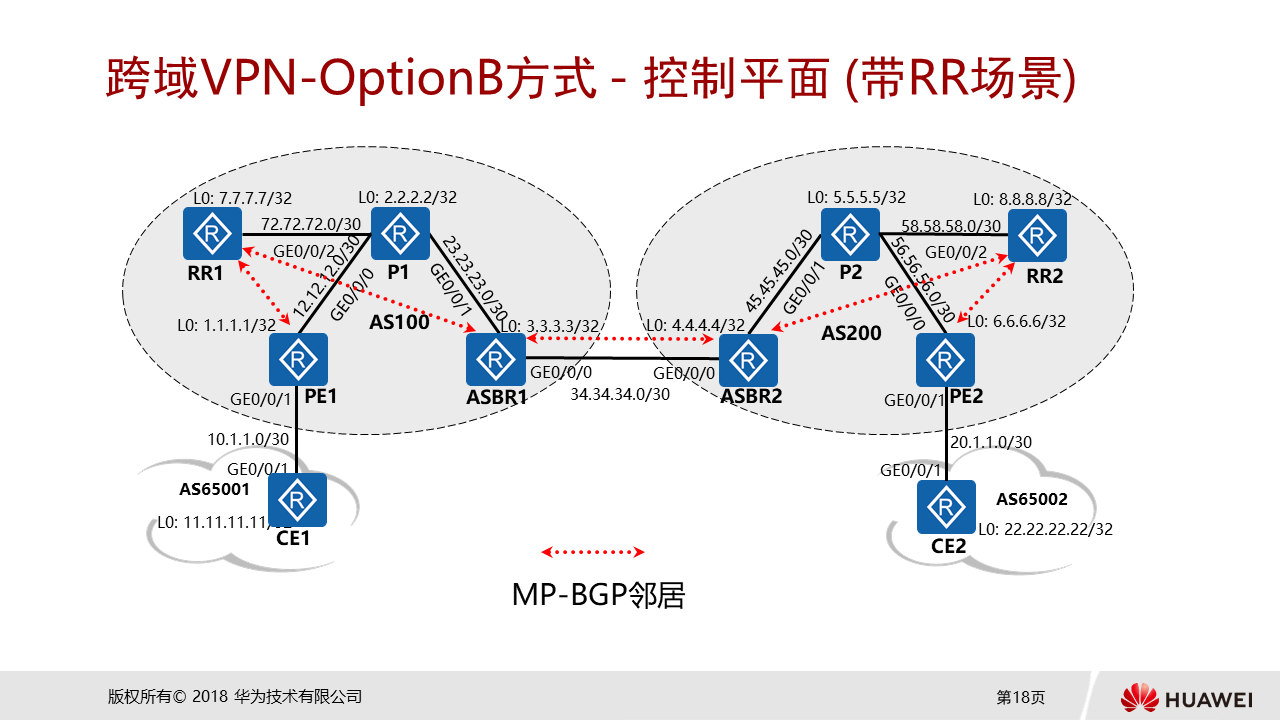 跨域VPN-OptionB方式 - 控制平面 (带RR场景)
L0: 7.7.7.7/32
L0: 2.2.2.2/32
L0: 5.5.5.5/32
L0: 8.8.8.8/32
72.72.72.0/30
58.58.58.0/30
GE0/0/2
GE0/0/2
RR1
P1
P2
RR2
12.12.12.0/30
GE0/0/0
23.23.23.0/30
GE0/0/1
45.45.45.0/30
GE0/0/1
56.56.56.0/30
GE0/0/0
L0: 1.1.1.1/32
AS100
L0: 3.3.3.3/32
L0: 4.4.4.4/32
AS200
L0: 6.6.6.6/32
GE0/0/0
GE0/0/0
34.34.34.0/30
GE0/0/1
PE1
ASBR1
ASBR2
GE0/0/1
PE2
10.1.1.0/30
20.1.1.0/30
GE0/0/1
GE0/0/1
AS65001
AS65002
L0: 11.11.11.11/
L0: 22.22.22.22/32
CE1
CE2
MP-BGP邻居
版权所有© 2018 华为技术有限公司
第18页
HUAWEI
R
R
R
R
R
R
R
R
R
R